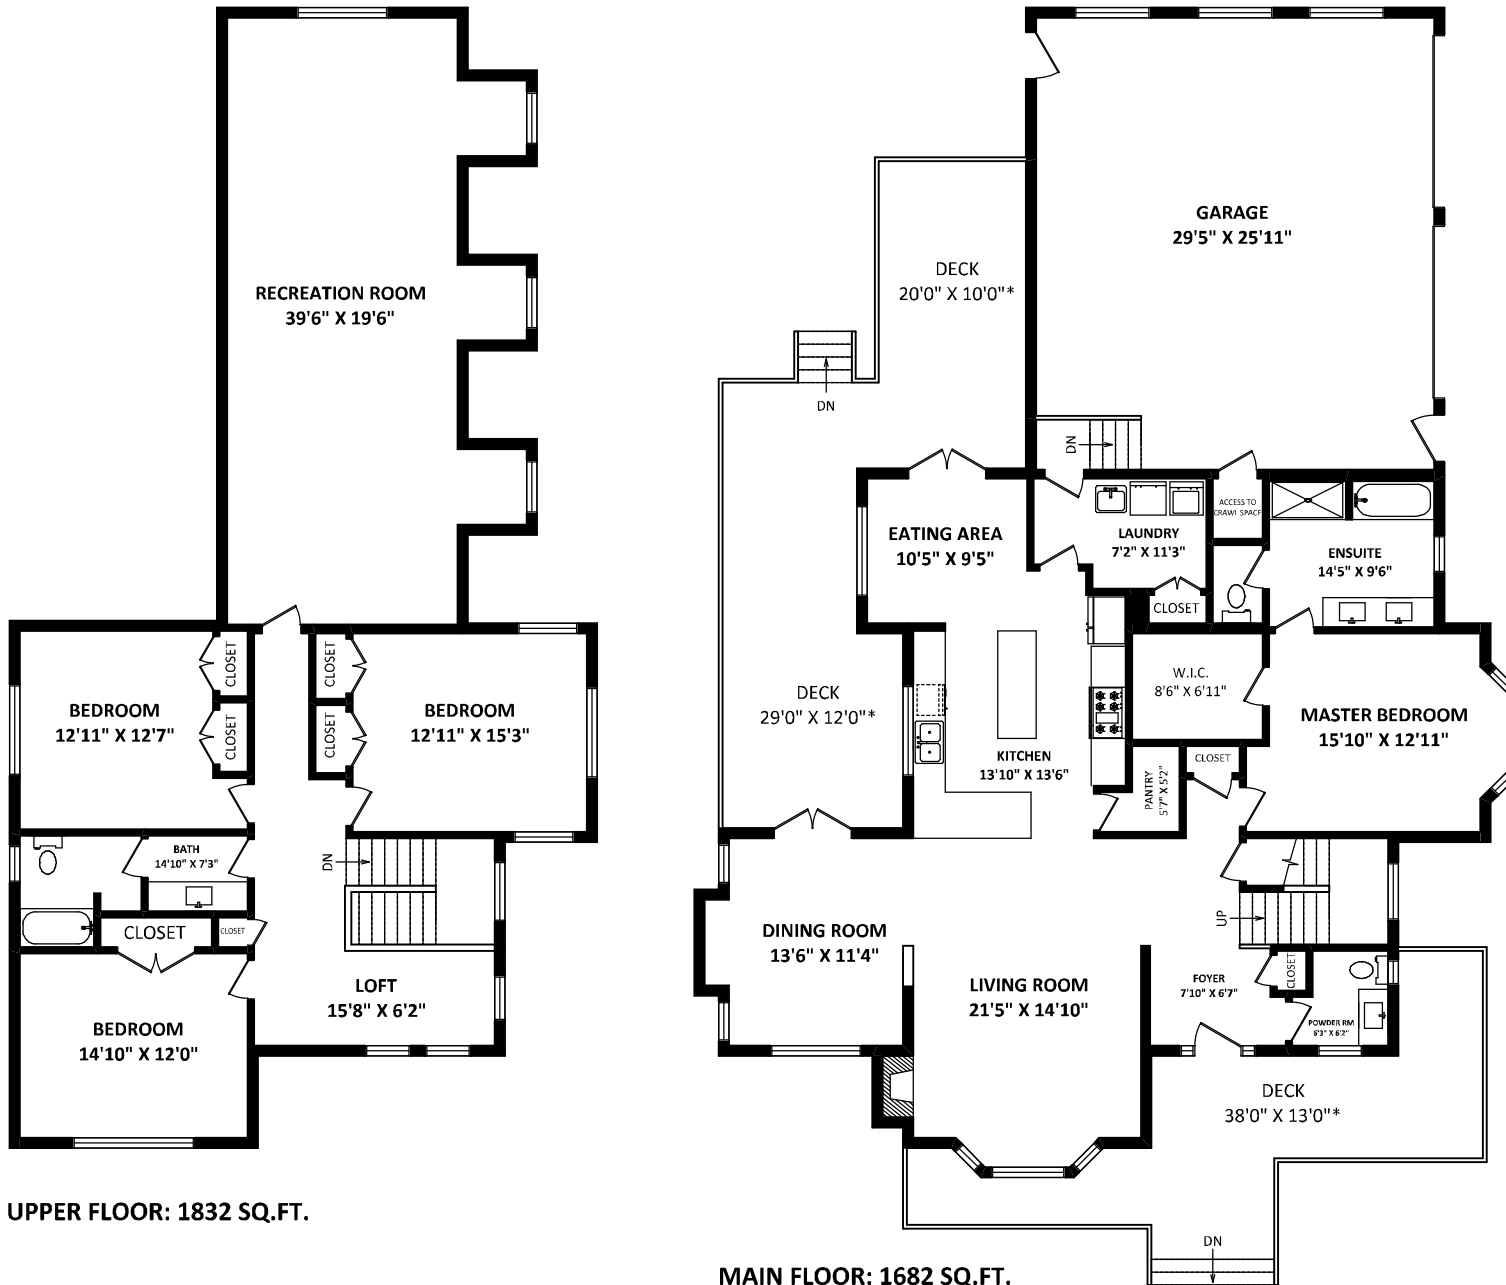 RECREATION ROOM
39'6" X 19'6"
CLOSET
CLOSET
CLOSET
CLOSET
BEDROOM
12'11" X 12'7"
BEDROOM
12'11" X 15'3"
BATH
14'10" X 7'3"
DN
CLOSET
CLOSET
LOFT
15'8" X 6'2"
BEDROOM
14'10" X 12'0"
UPPER FLOOR: 1832 SQ.FT.
GARAGE
29'5" X 25'11"
DECK
20'0" X 10'0"*
DN
DN
ACCESS TO
CRAWL SPACE
EATING AREA
10'5" X 9'5"
LAUNDRY
7'2" X 11'3"
ENSUITE
14'5" X 9'6"
CLOSET
W.I.C.
8'6" X 6'11"
DECK
29'0" X 12'0"*
MASTER BEDROOM
15'10" X 12'11"
KITCHEN
13'10" X 13'6"
CLOSET
PANTRY
5'7" X 5'2"
UP
DINING ROOM
13'6" X 11'4"
LIVING ROOM
21'5" X 14'10"
FOYER
7'10" X 6'7"
CLOSET
POWDER RM
6'3" X 6'2"
DECK
38'0" X 13'0"*
DN
MAIN FLOOR: 1682 SQ.FT.